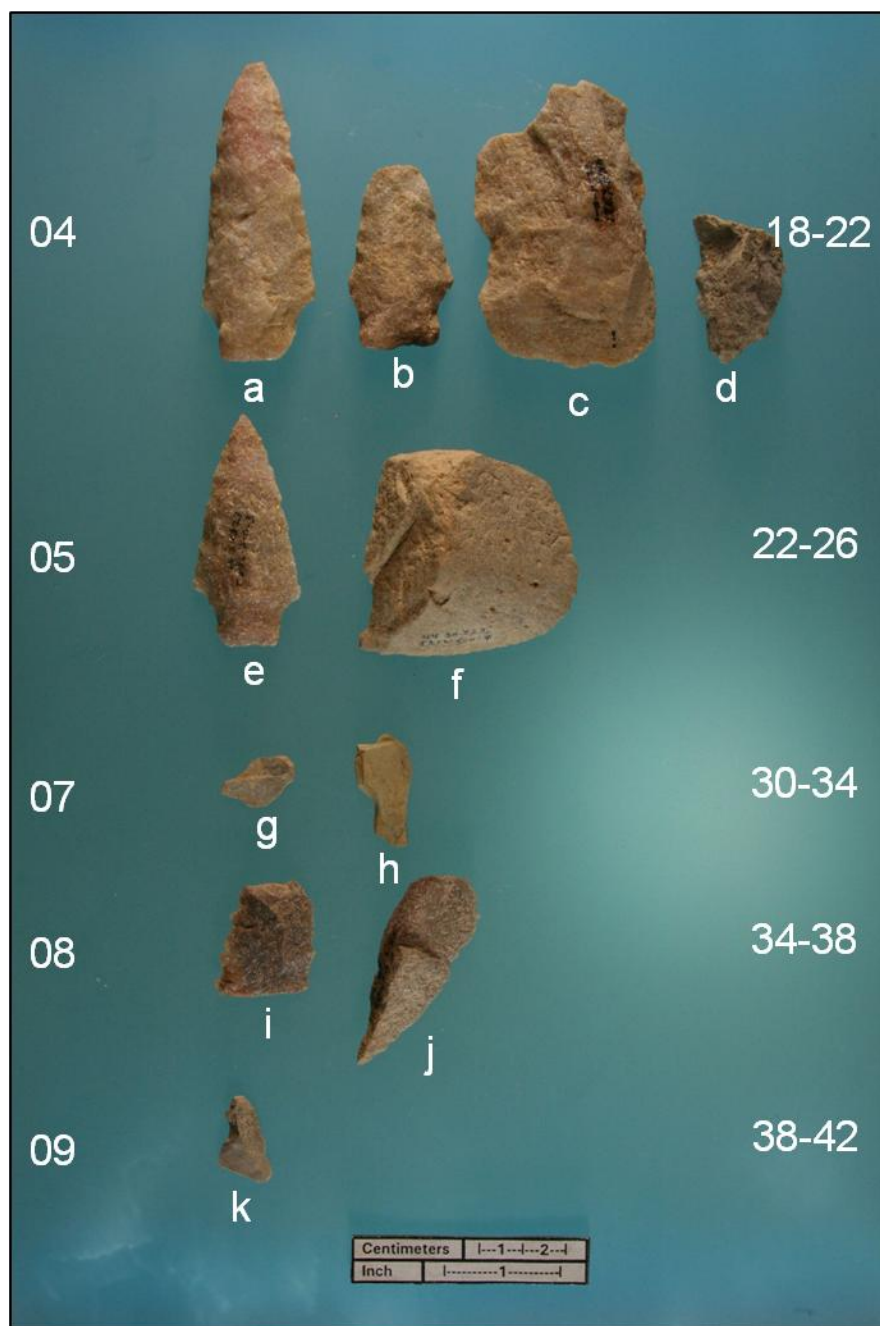 04 18-22
a b c d
05 22-26
e f
07 30-34
g h
08 34-38
i j
09 38-42
k
Centimeters |---1---|---2---|
Inch |----------1----------|